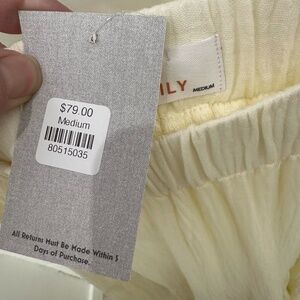 $79.00
Medium
80515035
ILY
MEDIUM
All Returns Must Be Made Within 5
Days of Purchase.